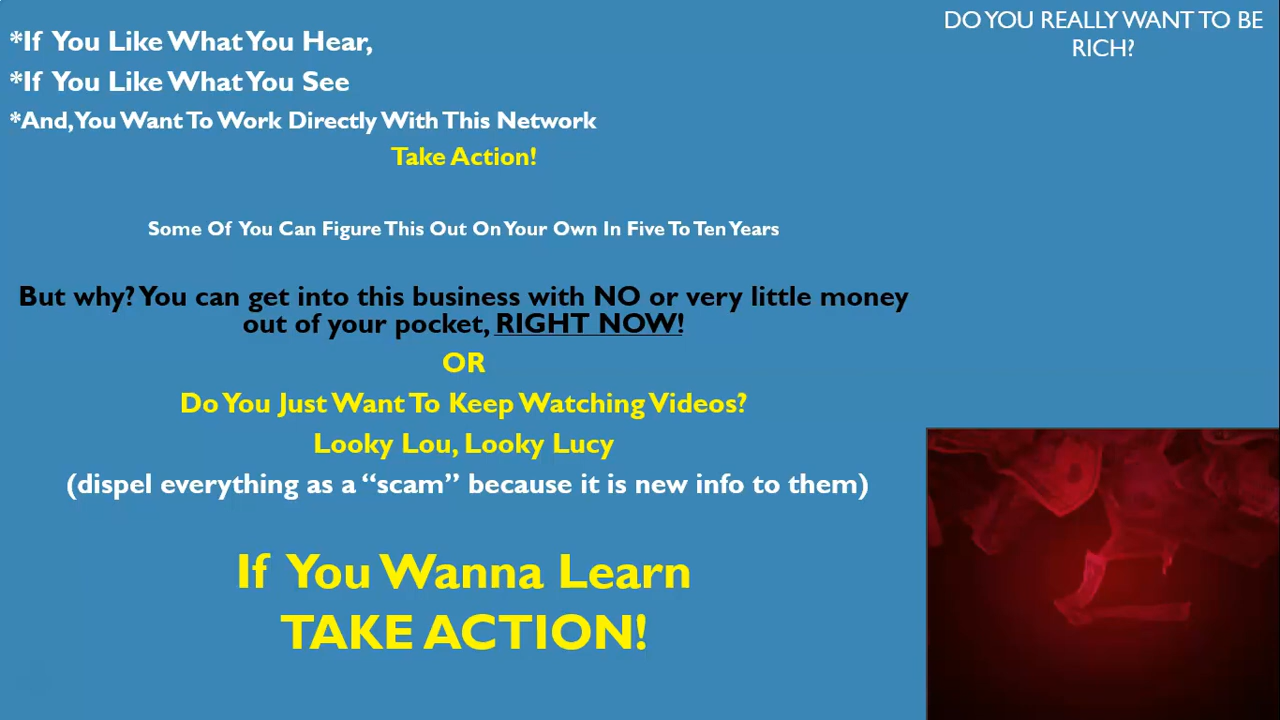 DO YOU REALLY WANT TO BE
RICH?
*If You Like What You Hear,
*If You Like What You See
*And, You Want To Work Directly With This Network
Take Action!
Some Of You Can Figure This Out On Your Own In Five To Ten Years
But why? You can get into this business with NO or very little money
out of your pocket, RIGHT NOW!
OR
Do You Just Want To Keep Watching Videos?
Looky Lou, Looky Lucy
(dispel everything as a “scam” because it is new info to them)
If You Wanna Learn
TAKE ACTION!